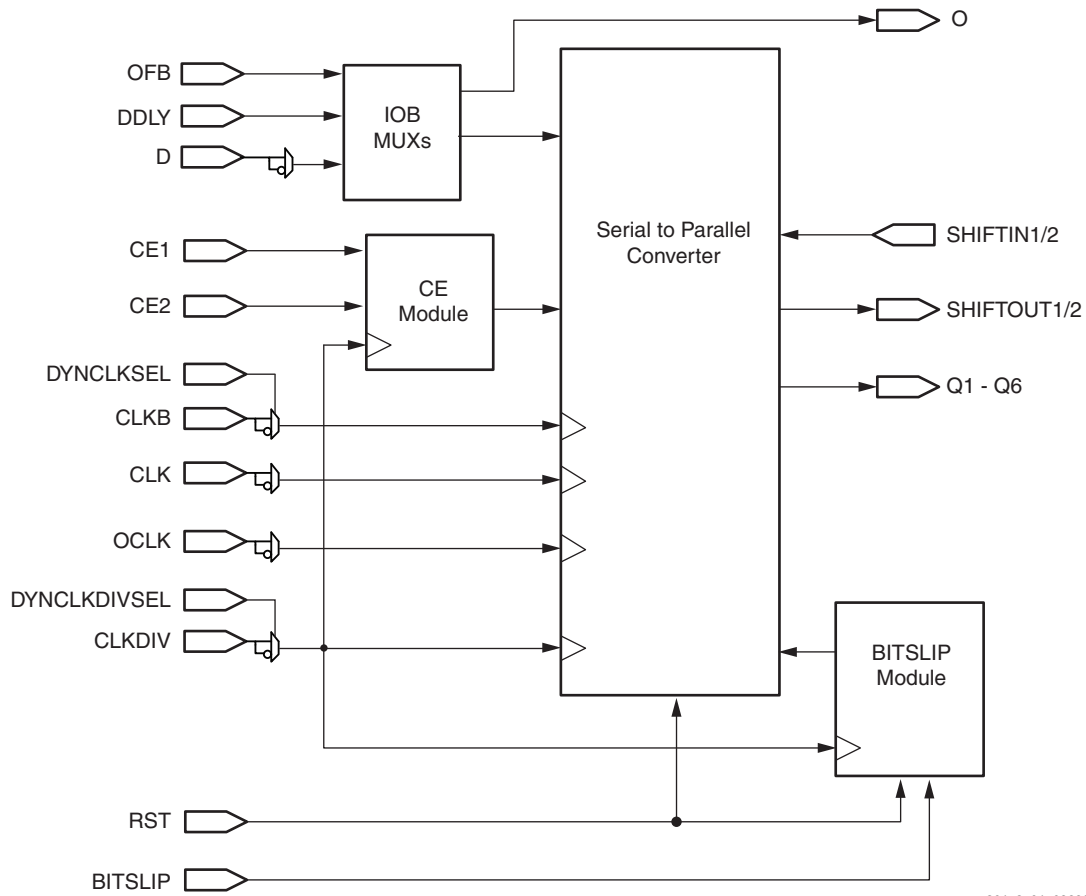 O
OFB
DDLY
D
IOB
MUXs
Serial to Parallel
Converter
SHIFTIN1/2
CE1
CE2
CE
Module
SHIFTOUT1/2
DYNCLKSEL
Q1 - Q6
CLKB
CLK
OCLK
DYNCLKDIVSEL
CLKDIV
BITSLIP
Module
RST
BITSLIP